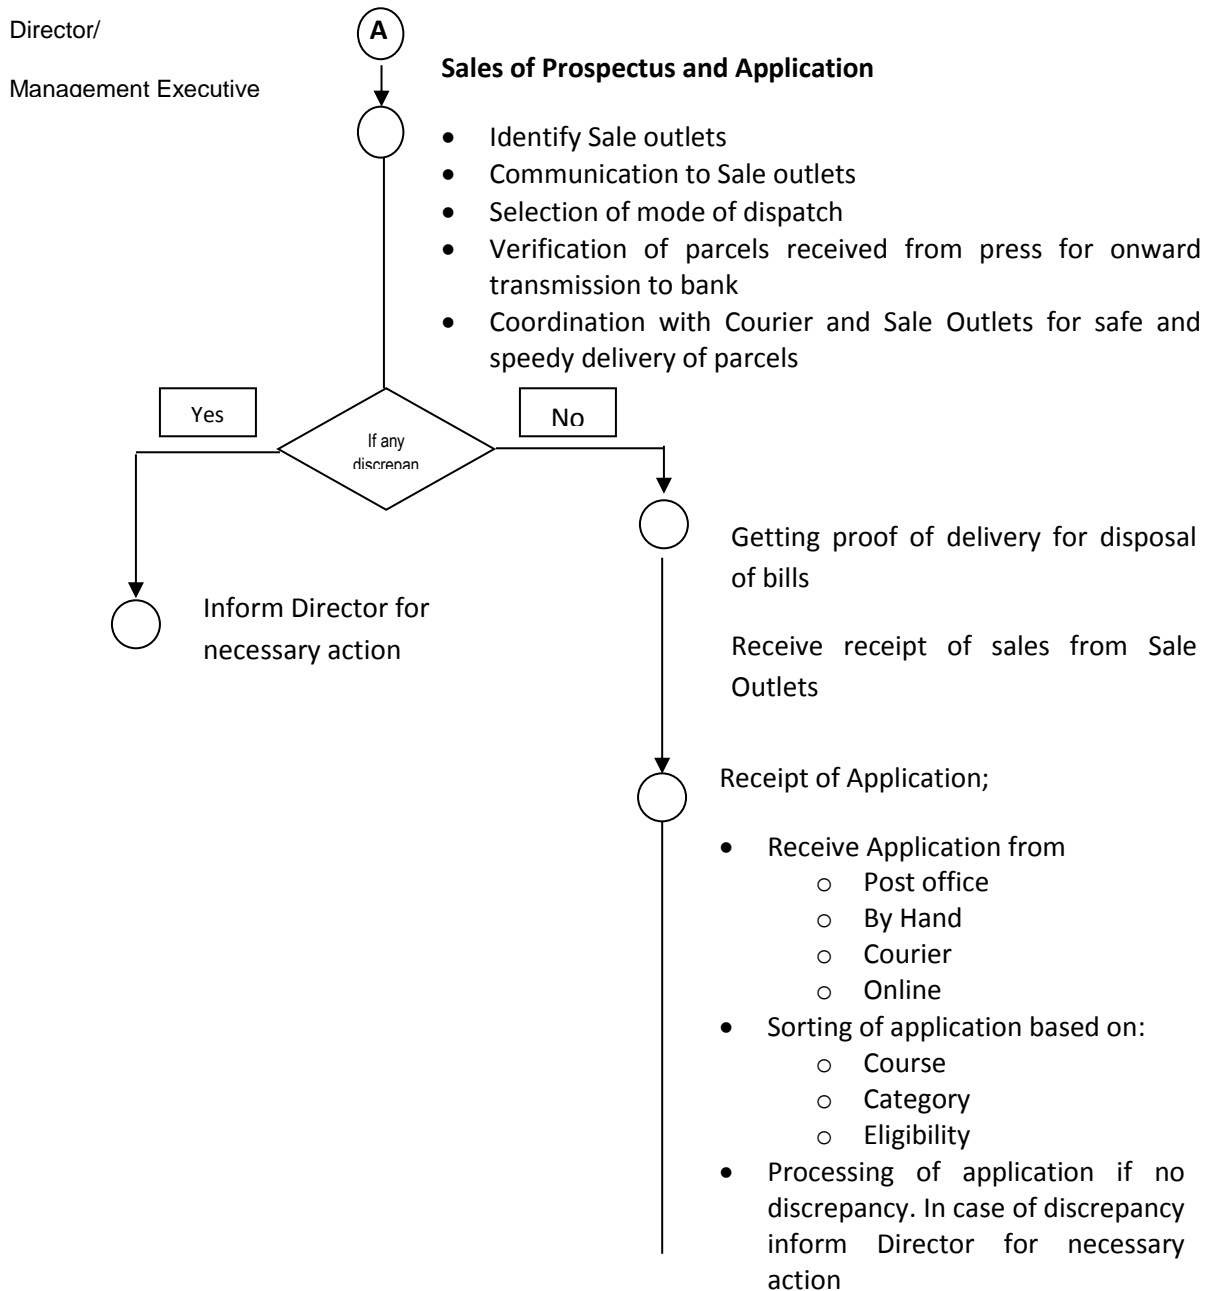 Director/
Management Executive
A
Sales of Prospectus and Application
• Identify Sale outlets
• Communication to Sale outlets
• Selection of mode of dispatch
• Verification of parcels received from press for onward
transmission to bank
• Coordination with Courier and Sale Outlets for safe and
speedy delivery of parcels
Yes
No
If any
discrepan
Getting proof of delivery for disposal
of bills
Inform Director for
necessary action
Receive receipt of sales from Sale
Outlets
Receipt of Application;
• Receive Application from
o Post office
o By Hand
o Courier
o Online
• Sorting of application based on:
o Course
o Category
o Eligibility
• Processing of application if no
discrepancy. In case of discrepancy
inform Director for necessary
action